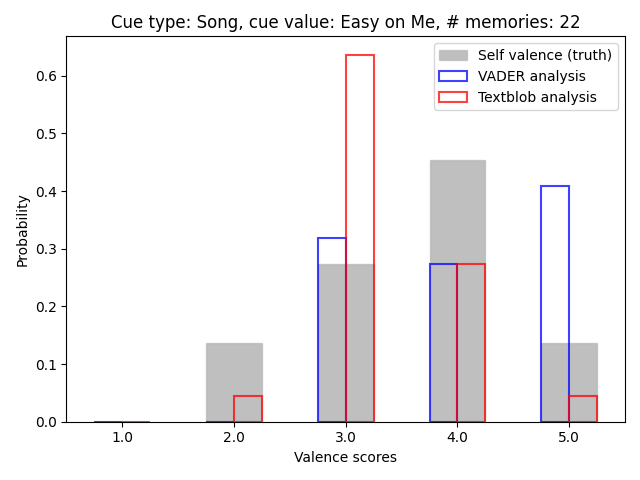 Cue type: Song, cue value: Easy on Me, # memories: 22
Self valence (truth)
VADER analysis
Textblob analysis
Probability
0.6
0.5
0.4
0.3
0.2
0.1
0.0
1.0 2.0 3.0 4.0 5.0
Valence scores